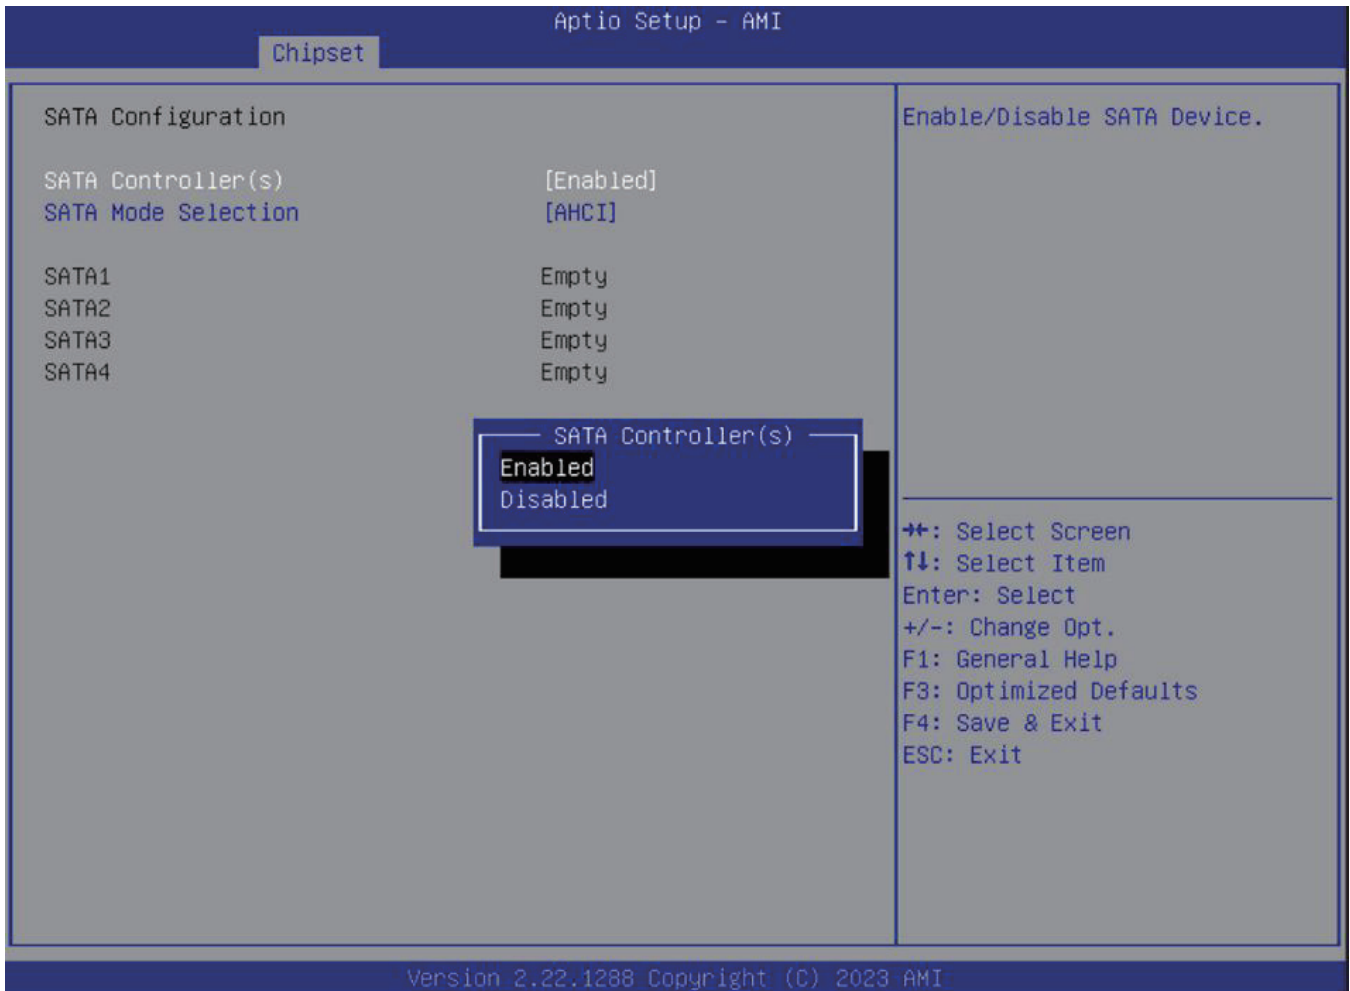 Aptio Setup – AMI
Chipset
SATA Configuration
SATA Controller(s) [Enabled]
SATA Mode Selection [AHCI]
SATA1 Empty
SATA2 Empty
SATA3 Empty
SATA4 Empty
SATA Controller(s)
Enabled
Disabled
Enable/Disable SATA Device.
→←: Select Screen
↑↓: Select Item
Enter: Select
+/-: Change Opt.
F1: General Help
F3: Optimized Defaults
F4: Save & Exit
ESC: Exit
Version 2.22.1288 Copyright (C) 2023 AMI